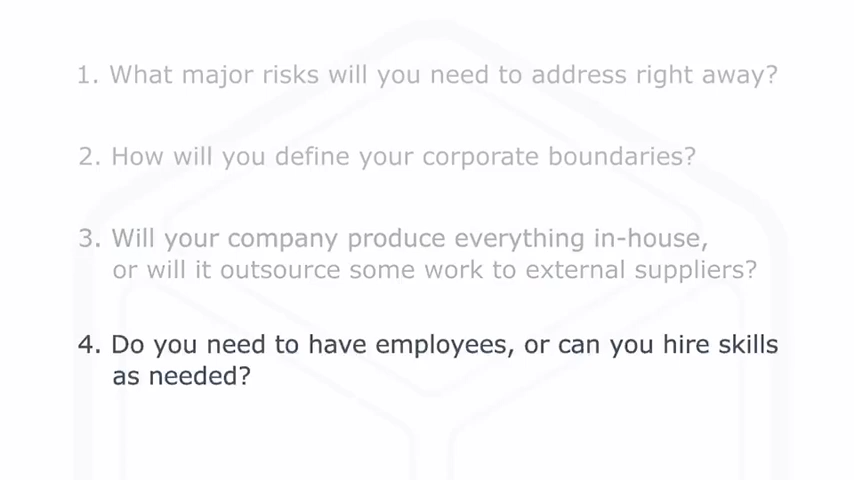 1. What major risks will you need to address right away?
2. How will you define your corporate boundaries?
3. Will your company produce everything in-house,
or will it outsource some work to external suppliers?
4. Do you need to have employees, or can you hire skills
as needed?